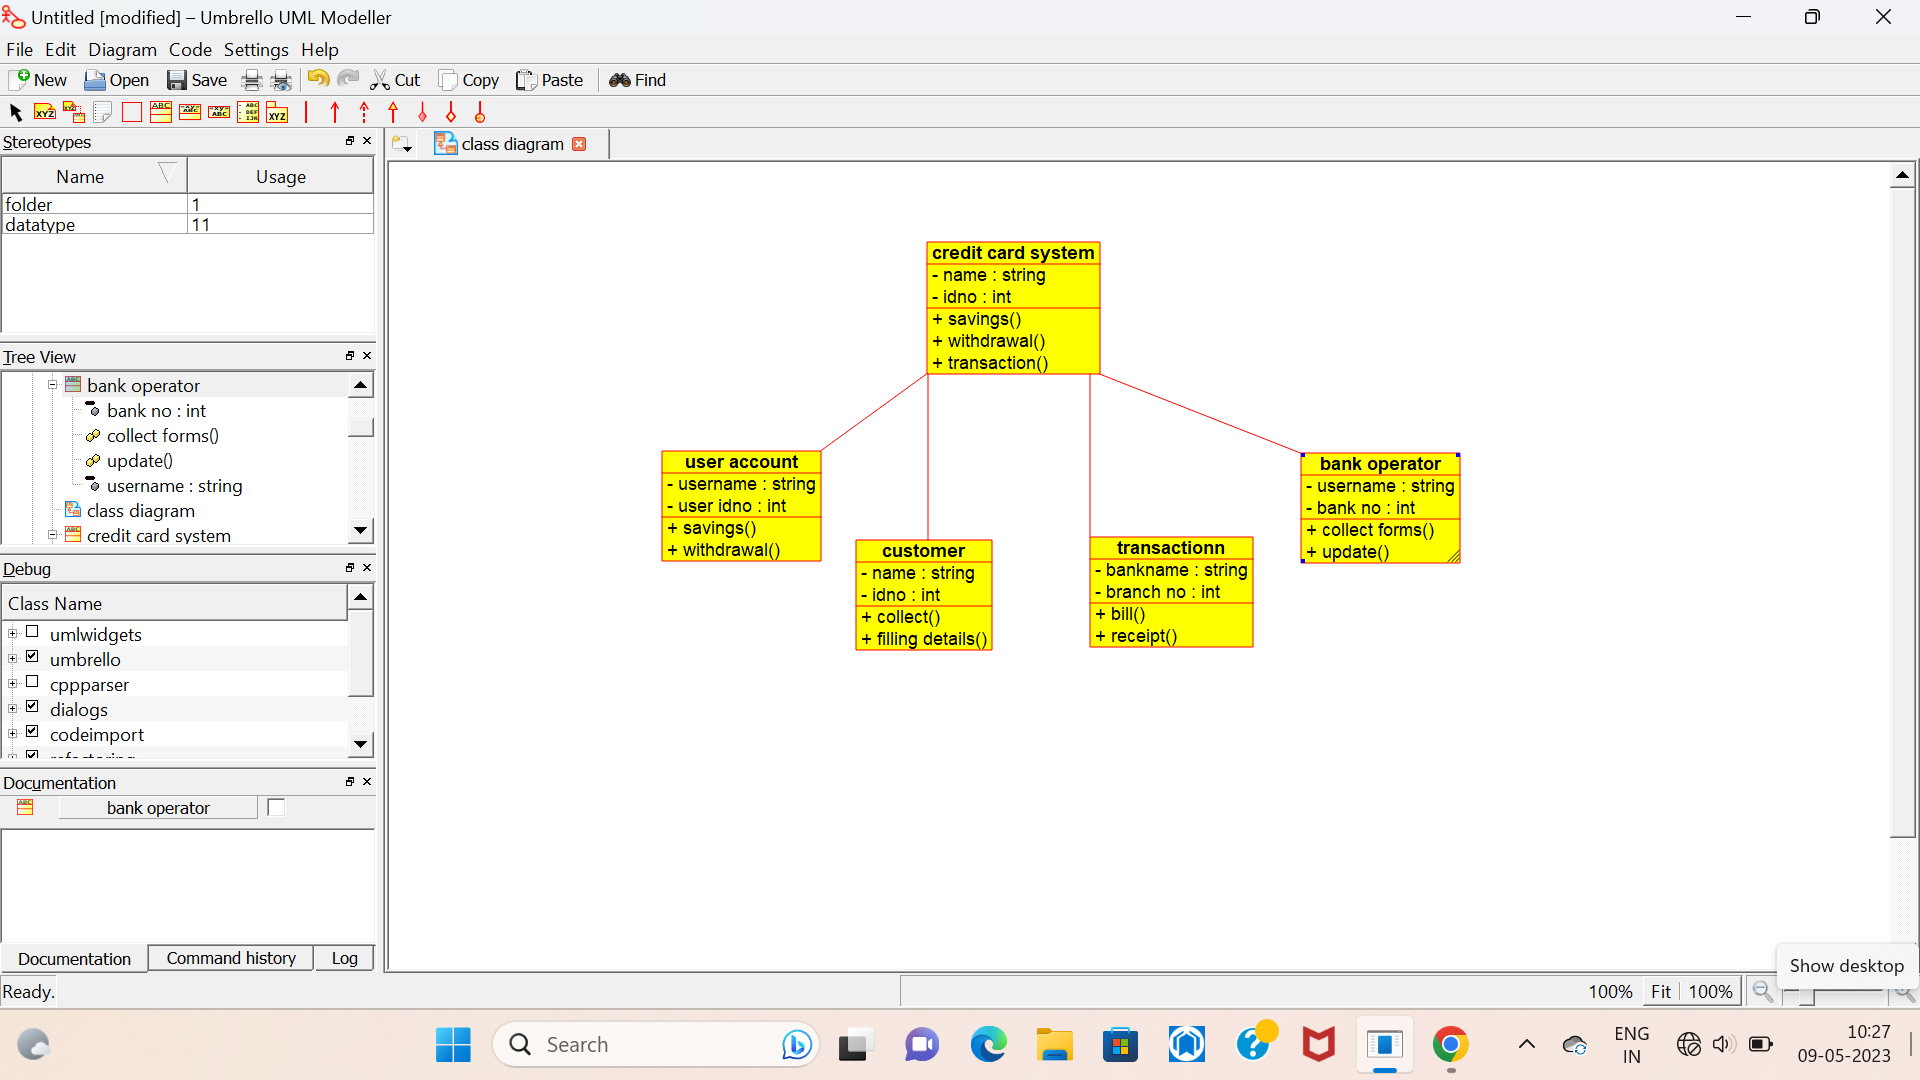 Untitled [modified] – Umbrello UML Modeller
File Edit Diagram Code Settings Help
New Open Save Cut Copy Paste Find
Stereotypes
Name Usage
folder 1
datatype 11
Tree View
bank operator
bank no : int
collect forms()
update()
username : string
class diagram
credit card system
Debug
Class Name
umlwidgets
umbrello
cppparser
dialogs
codeimport
refactoring
Documentation
bank operator
Documentation Command history Log
Ready.
class diagram
credit card system
- name : string
- idno : int
+ savings()
+ withdrawal()
+ transaction()
user account
- username : string
- user idno : int
+ savings()
+ withdrawal()
customer
- name : string
- idno : int
+ collect()
+ filling details()
transactionn
- bankname : string
- branch no : int
+ bill()
+ receipt()
bank operator
- username : string
- bank no : int
+ collect forms()
+ update()
Show desktop
100% Fit 100%
Search
ENG
IN
10:27
09-05-2023